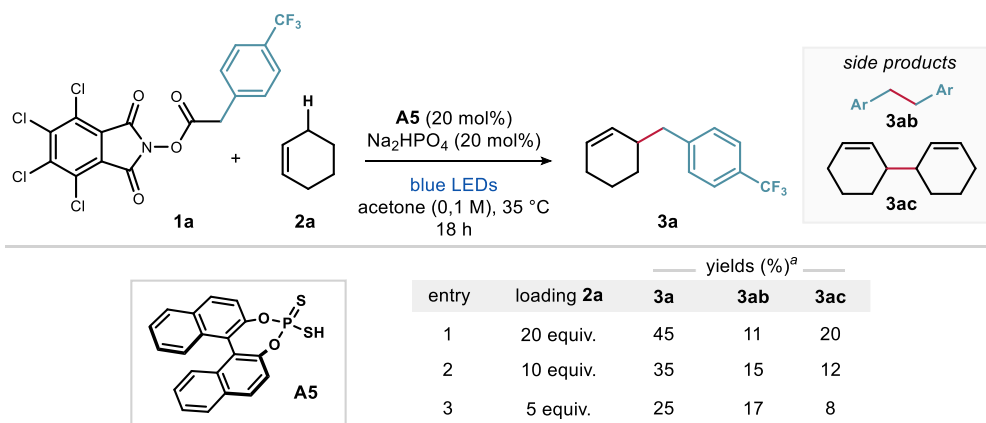 CF3
Cl
Cl
Cl
Cl
O
O
N
O
O
1a
+
H
2a
A5 (20 mol%)
Na2HPO4 (20 mol%)
blue LEDs
acetone (0,1 M), 35 °C
18 h
CF3
3a
side products
Ar
Ar
3ab
3ac
O
O
P
S
SH
A5
yields (%)a
entry loading 2a 3a 3ab 3ac
1 20 equiv. 45 11 20
2 10 equiv. 35 15 12
3 5 equiv. 25 17 8